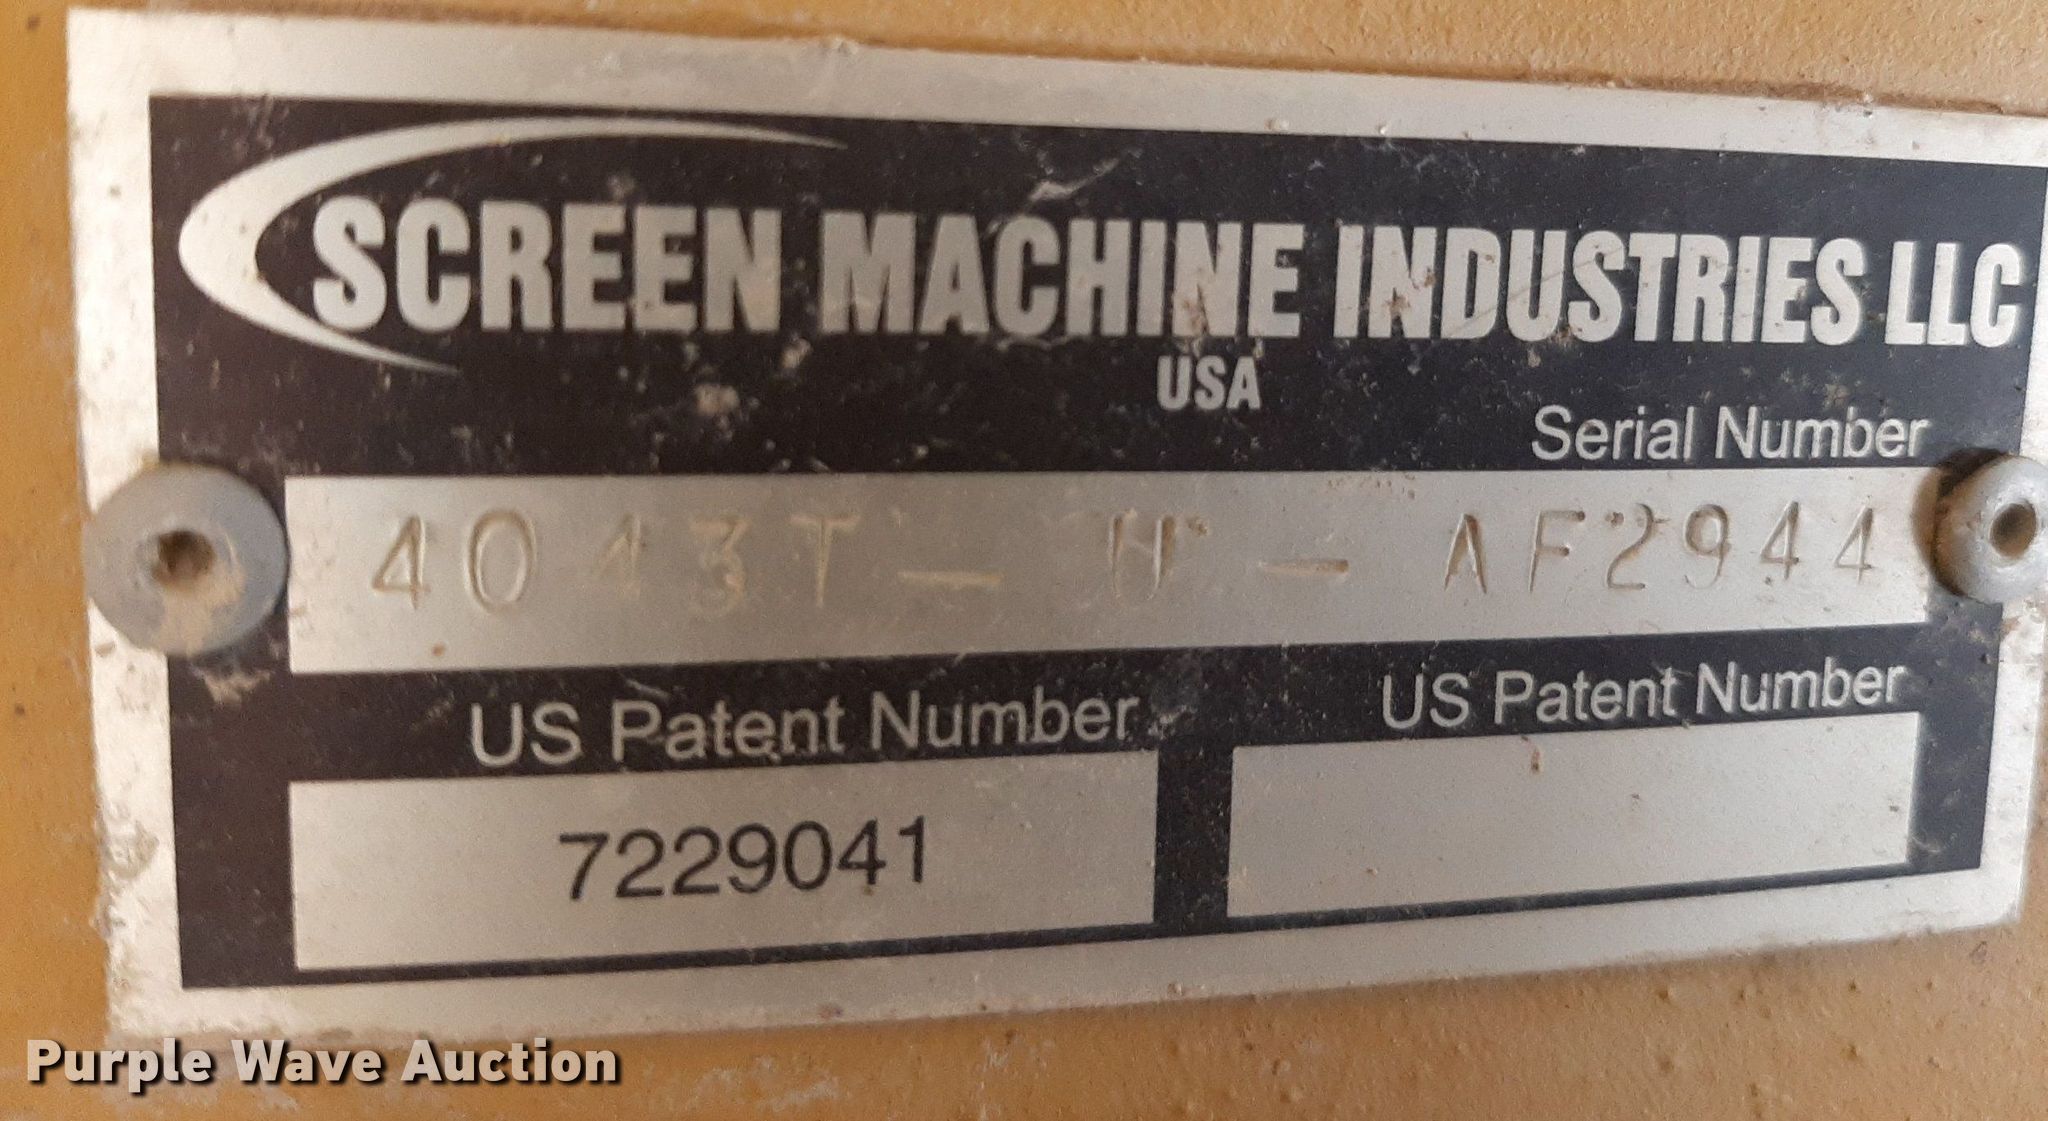 SCREEN MACHINE INDUSTRIES LLC
USA
Serial Number
4043T-H-AF2944
US Patent Number
US Patent Number
7229041
Purple Wave Auction